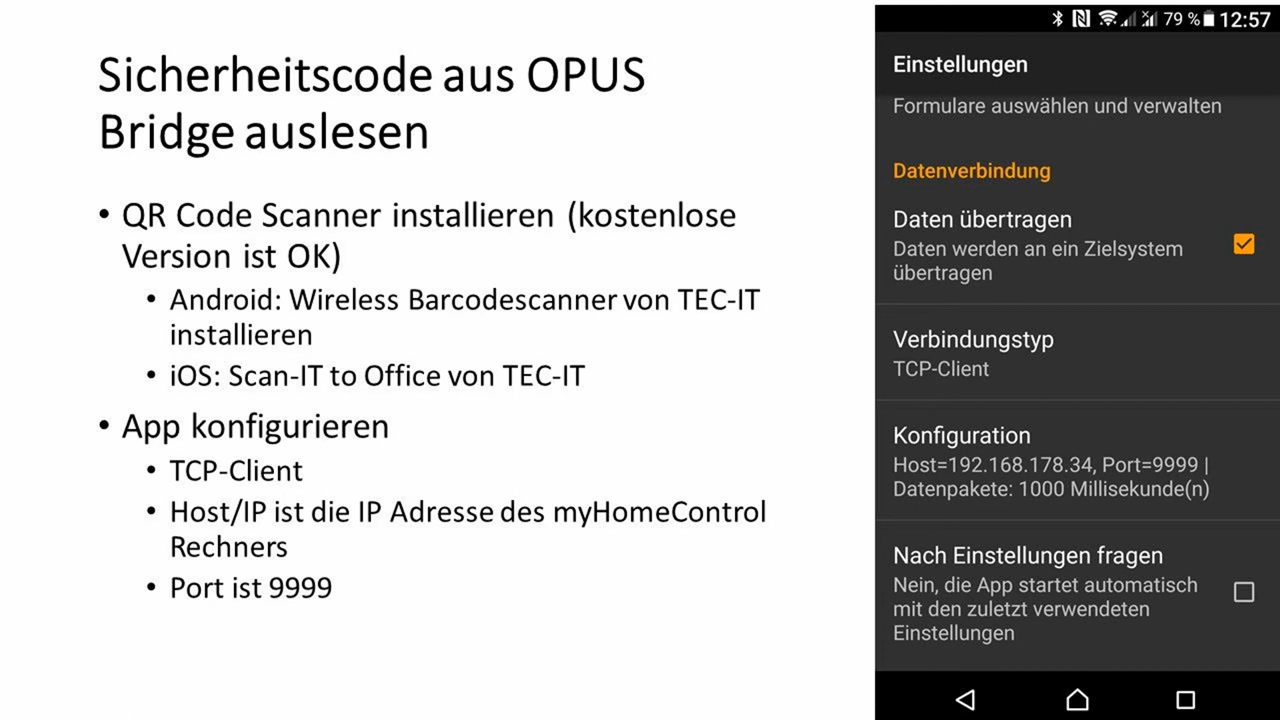 Sicherheitscode aus OPUS
Bridge auslesen
• QR Code Scanner installieren (kostenlose
Version ist OK)
• Android: Wireless Barcodescanner von TEC-IT
installieren
• iOS: Scan-IT to Office von TEC-IT
• App konfigurieren
• TCP-Client
• Host/IP ist die IP Adresse des myHomeControl
Rechners
• Port ist 9999
79 % 12:57
Einstellungen
Formulare auswählen und verwalten
Datenverbindung
Daten übertragen
Daten werden an ein Zielsystem
übertragen
Verbindungstyp
TCP-Client
Konfiguration
Host=192.168.178.34, Port=9999 |
Datenpakete: 1000 Millisekunde(n)
Nach Einstellungen fragen
Nein, die App startet automatisch
mit den zuletzt verwendeten
Einstellungen